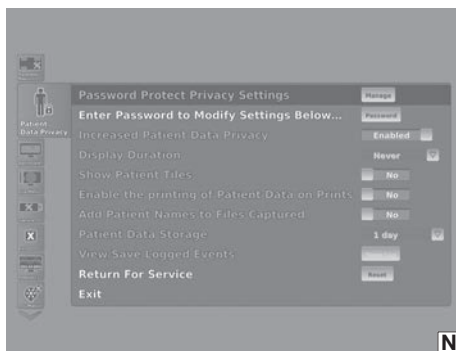 Password Protect Privacy Settings Manage
Patient
Data Privacy
Enter Password to Modify Settings Below... Password
Increased Patient Data Privacy Enabled
Display Duration Never
Show Patient Tiles No
Enable the printing of Patient Data on Prints No
Add Patient Names to Files Captured No
Patient Data Storage 1 day
View Save Logged Events
Return For Service Reset
Exit
N